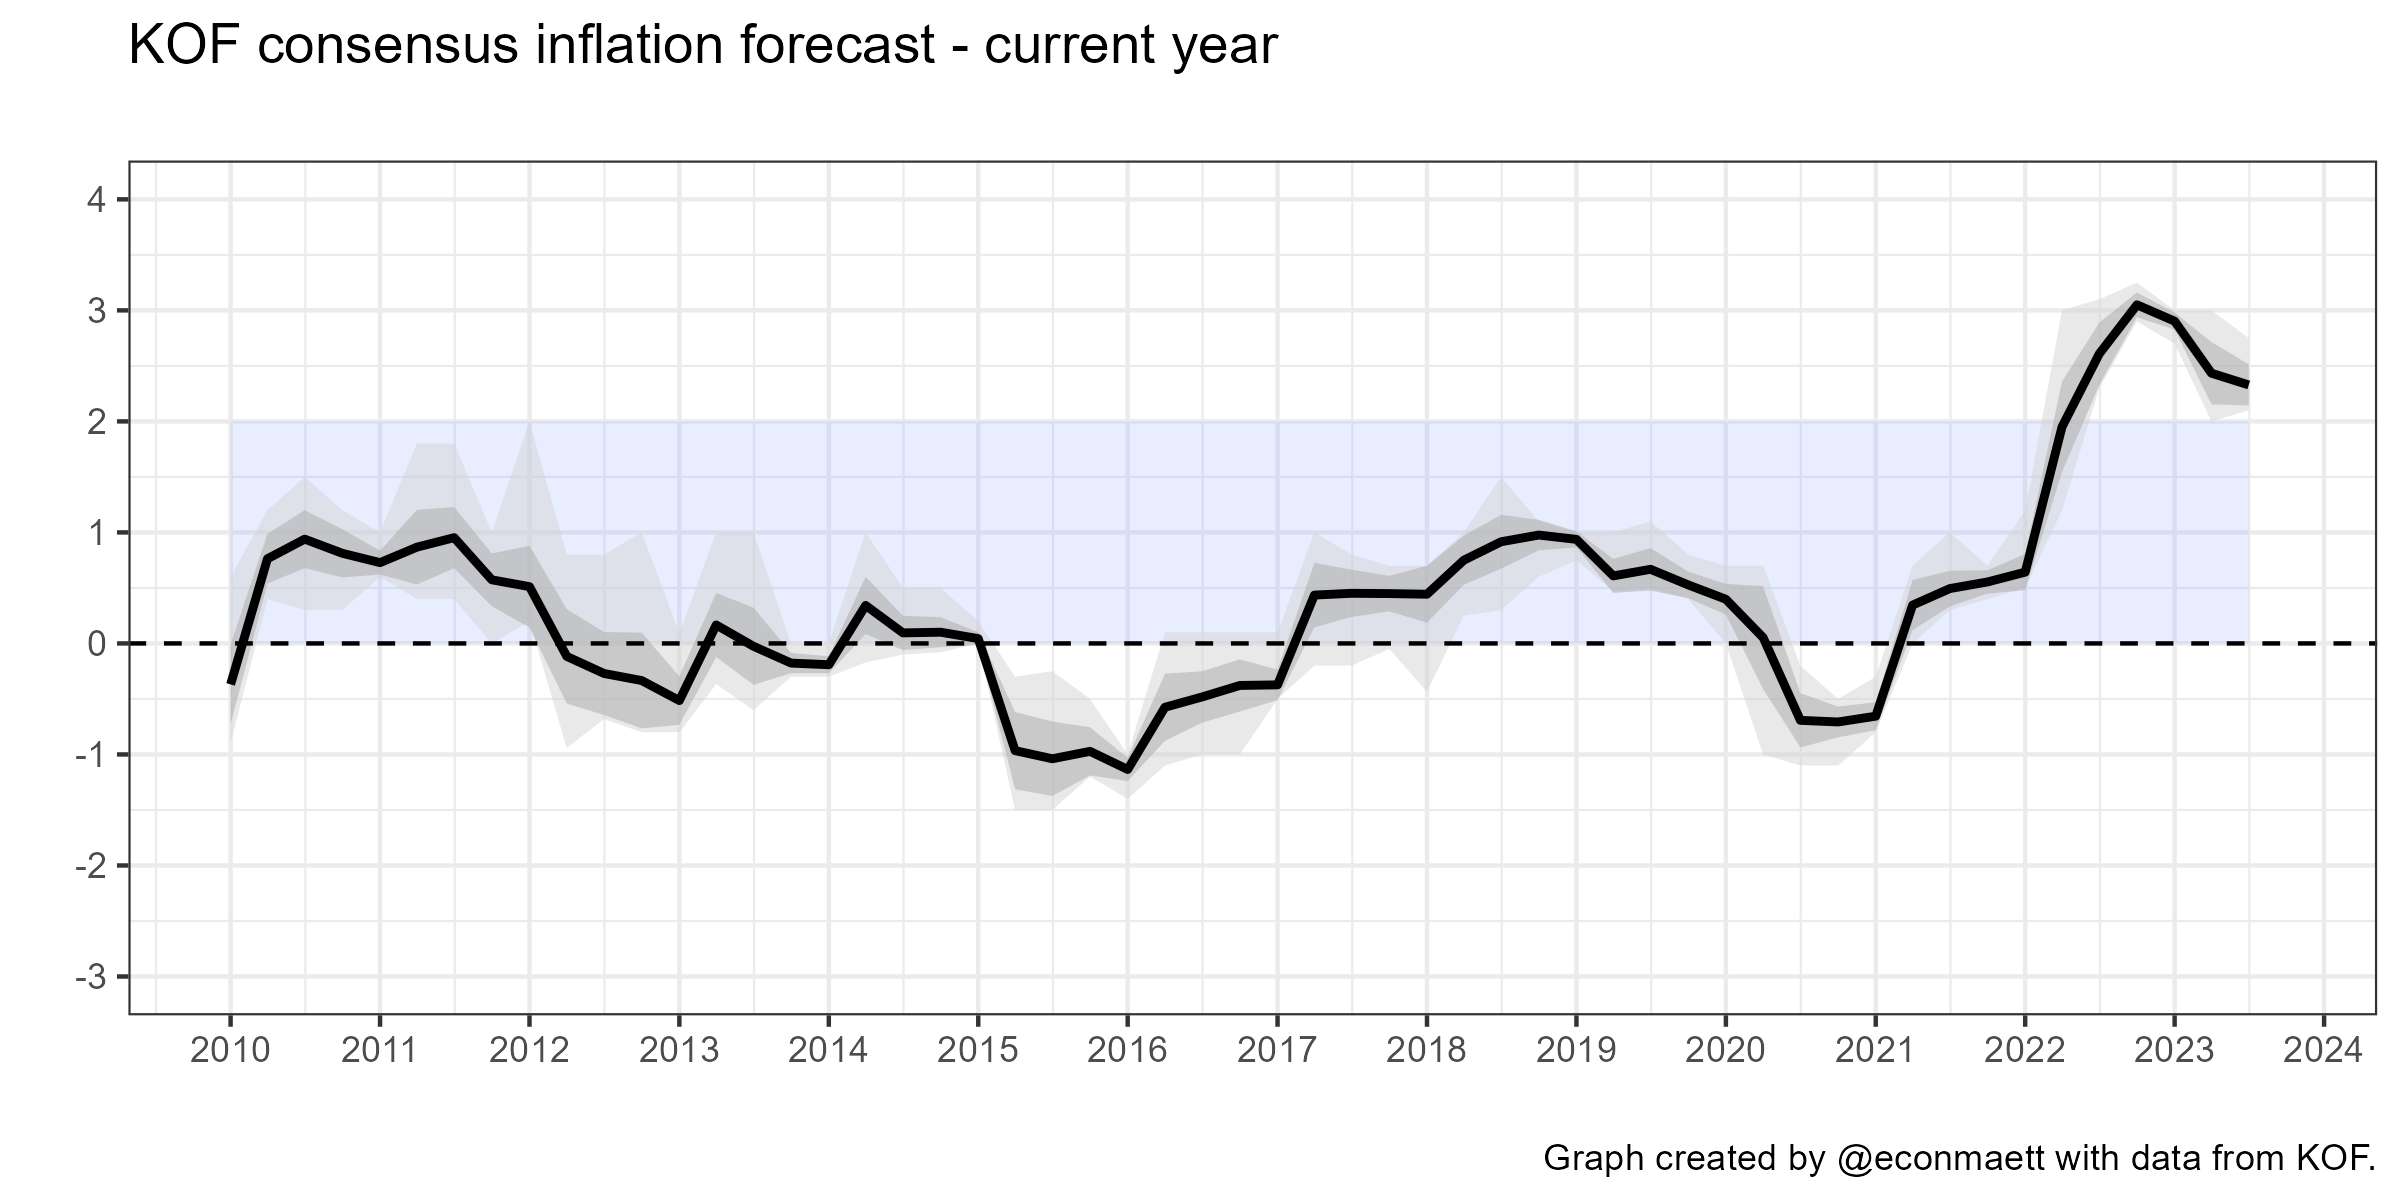 KOF consensus inflation forecast - current year
4
3
2
1
0
-1
-2
-3
2010 2011 2012 2013 2014 2015 2016 2017 2018 2019 2020 2021 2022 2023 2024
Graph created by @econmaett with data from KOF.